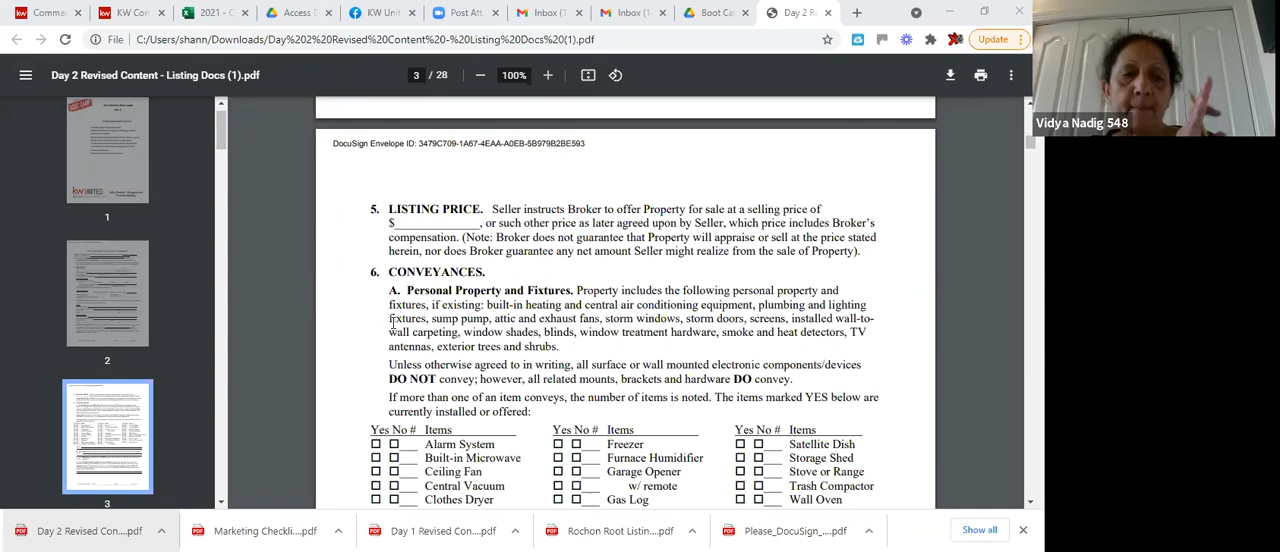 Comman
KW Com
2021 - C
Access D
KW Unit
Post Att
Inbox (1
Inbox (14
Boot Ca
Day 2 R
File C:/Users/shann/Downloads/Day%202%20Revised%20Content%20-%20Listing%20Docs%20(1).pdf
Update
Day 2 Revised Content - Listing Docs (1).pdf
3 / 28
100%
Vidya Nadig 548
kw UNITED
1
2
3
DocuSign Envelope ID: 3479C709-1A67-4EAA-A0EB-5B979B2BE593
5. LISTING PRICE. Seller instructs Broker to offer Property for sale at a selling price of
$______________, or such other price as later agreed upon by Seller, which price includes Broker's
compensation. (Note: Broker does not guarantee that Property will appraise or sell at the price stated
herein, nor does Broker guarantee any net amount Seller might realize from the sale of Property).
6. CONVEYANCES.
A. Personal Property and Fixtures. Property includes the following personal property and
fixtures, if existing: built-in heating and central air conditioning equipment, plumbing and lighting
fixtures, sump pump, attic and exhaust fans, storm windows, storm doors, screens, installed wall-to-
wall carpeting, window shades, blinds, window treatment hardware, smoke and heat detectors, TV
antennas, exterior trees and shrubs.
Unless otherwise agreed to in writing, all surface or wall mounted electronic components/devices
DO NOT convey; however, all related mounts, brackets and hardware DO convey.
If more than one of an item conveys, the number of items is noted. The items marked YES below are
currently installed or offered:
Yes No # Items Yes No # Items Yes No # Items
Alarm System Freezer Satellite Dish
Built-in Microwave Furnace Humidifier Storage Shed
Ceiling Fan Garage Opener Stove or Range
Central Vacuum w/ remote Trash Compactor
Clothes Dryer Gas Log Wall Oven
Day 2 Revised Con....pdf
Marketing Checkli....pdf
Day 1 Revised Cont....pdf
Rochon Root Listin....pdf
Please_DocuSign_....pdf
Show all